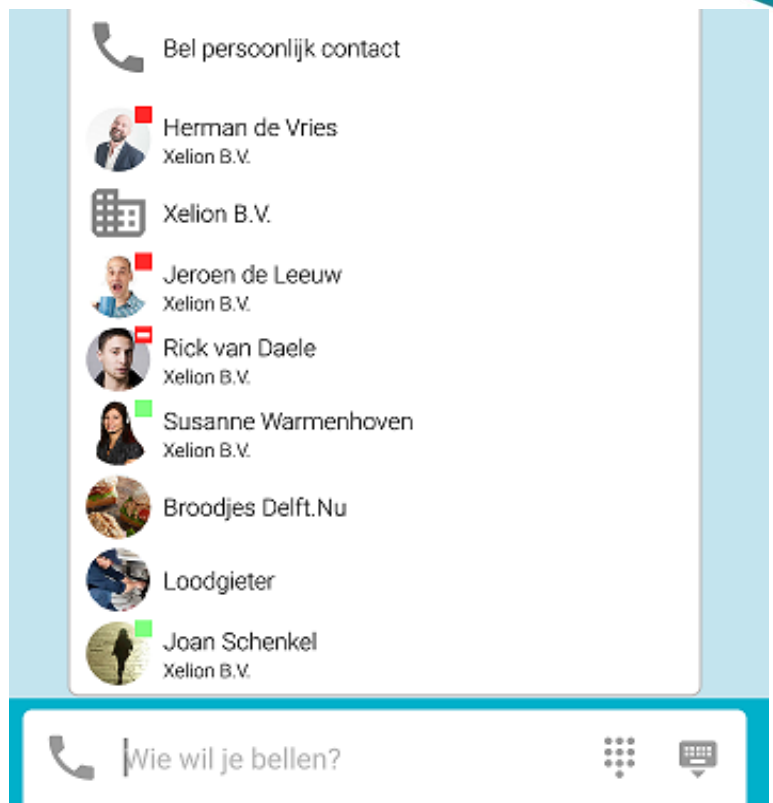 Bel persoonlijk contact
Herman de Vries
Xelion B.V.
Xelion B.V.
Jeroen de Leeuw
Xelion B.V.
Rick van Daele
Xelion B.V.
Susanne Warmenhoven
Xelion B.V.
Broodjes Delft.Nu
Loodgieter
Joan Schenkel
Xelion B.V.
Wie wil je bellen?